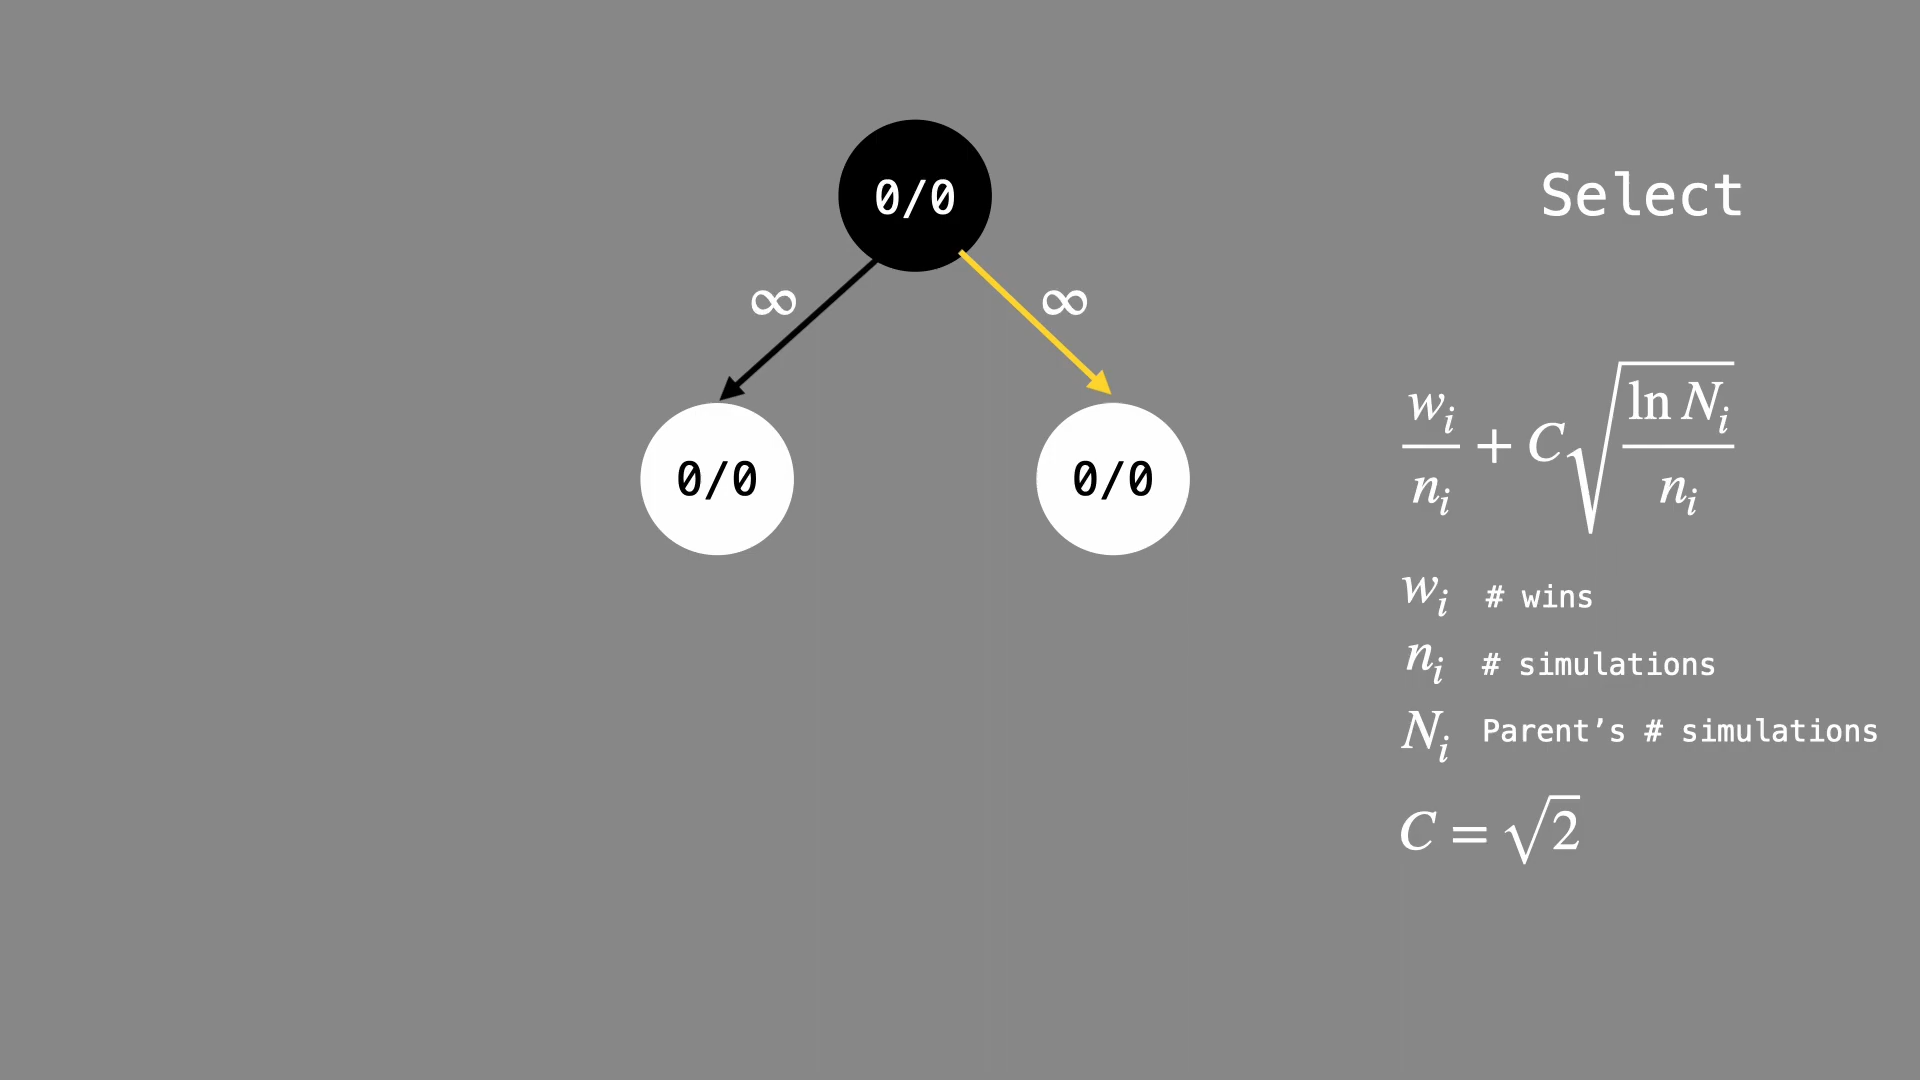 0/0
Select
∞ ∞
0/0 0/0
w_i/n_i + C√(ln N_i/n_i)
w_i # wins
n_i # simulations
N_i Parent’s # simulations
C = √2